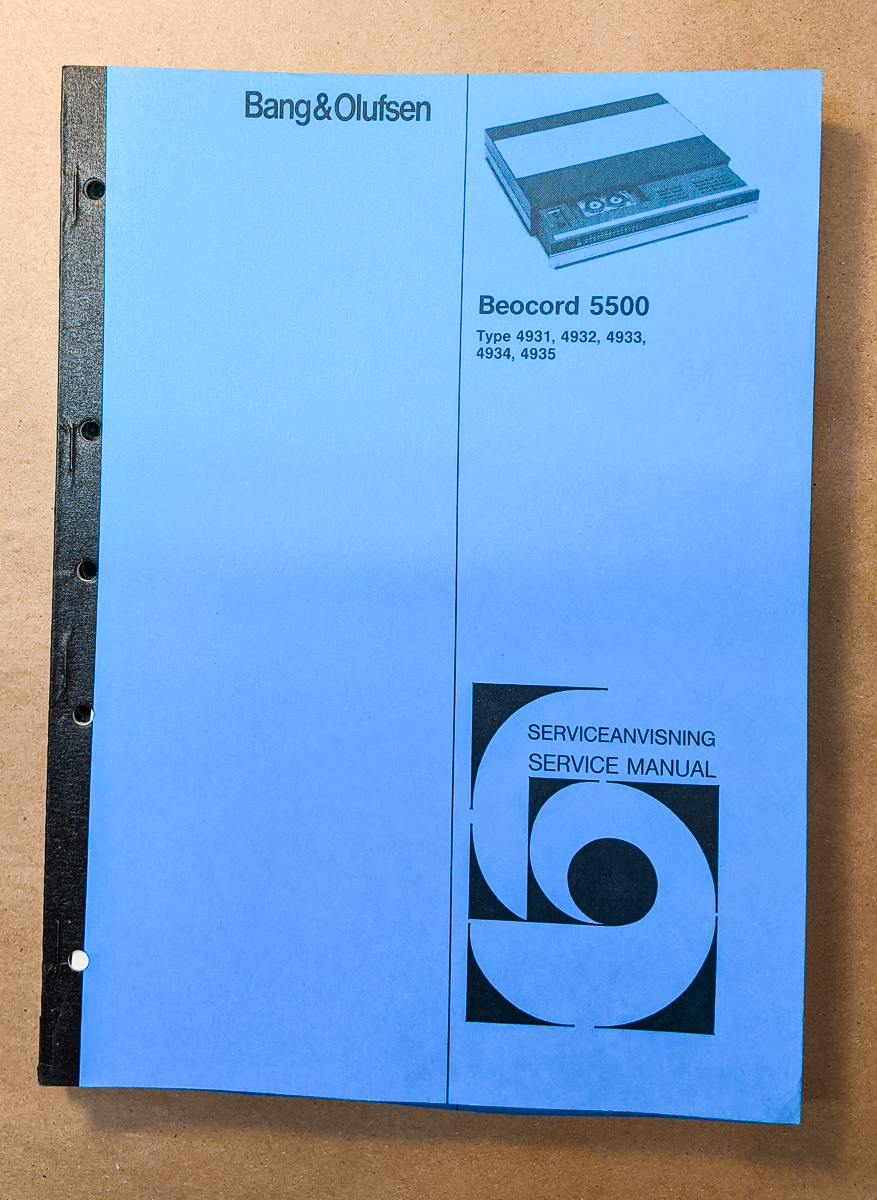 Bang&Olufsen
Beocord 5500
Type 4931, 4932, 4933,
4934, 4935
SERVICEANVISNING
SERVICE MANUAL